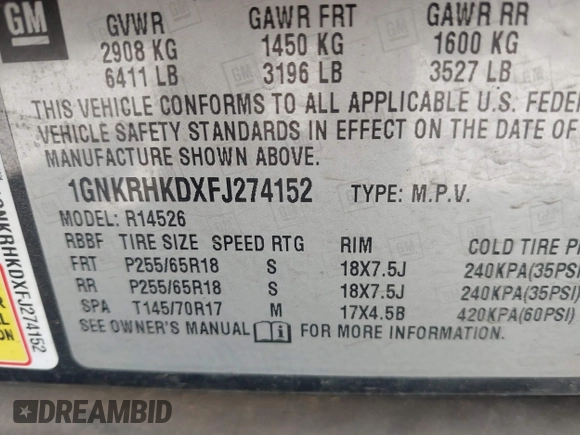 GM
GVWR GAWR FRT GAWR RR
2908 KG 1450 KG 1600 KG
6411 LB 3196 LB 3527 LB
THIS VEHICLE CONFORMS TO ALL APPLICABLE U.S. FEDE
VEHICLE SAFETY STANDARDS IN EFFECT ON THE DATE OF
MANUFACTURE SHOWN ABOVE.
1GNKRHKDXFJ274152 TYPE: M.P.V.
MODEL: R14526
RBBF TIRE SIZE SPEED RTG RIM COLD TIRE P
FRT P255/65R18 S 18X7.5J 240KPA(35PSI)
RR P255/65R18 S 18X7.5J 240KPA(35PSI)
SPA T145/70R17 M 17X4.5B 420KPA(60PSI)
SEE OWNER'S MANUAL i FOR MORE INFORMATION.
GNKRHKDXFJ274152
DREAMBID